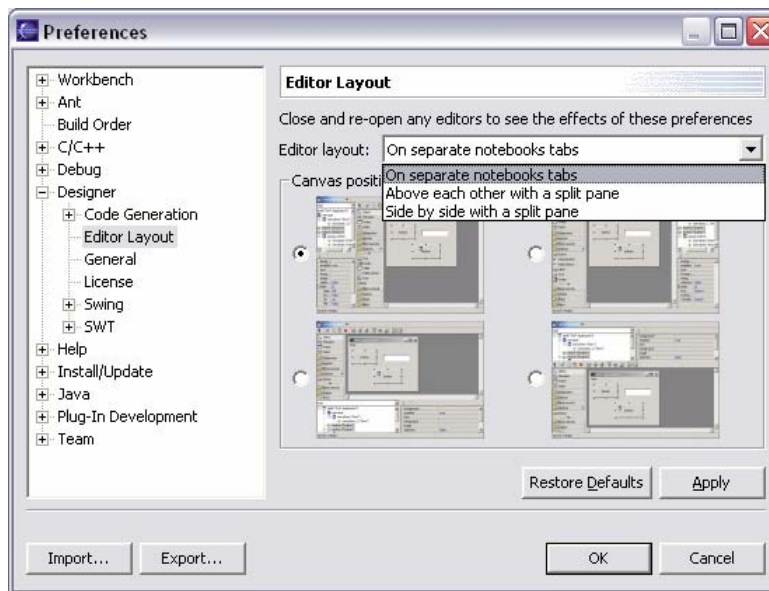 Preferences
Workbench
Ant
Build Order
C/C++
Debug
Designer
Code Generation
Editor Layout
General
License
Swing
SWT
Help
Install/Update
Java
Plug-In Development
Team
Editor Layout
Close and re-open any editors to see the effects of these preferences
Editor layout: On separate notebooks tabs
On separate notebooks tabs
Above each other with a split pane
Side by side with a split pane
Restore Defaults
Apply
Import...
Export...
OK
Cancel